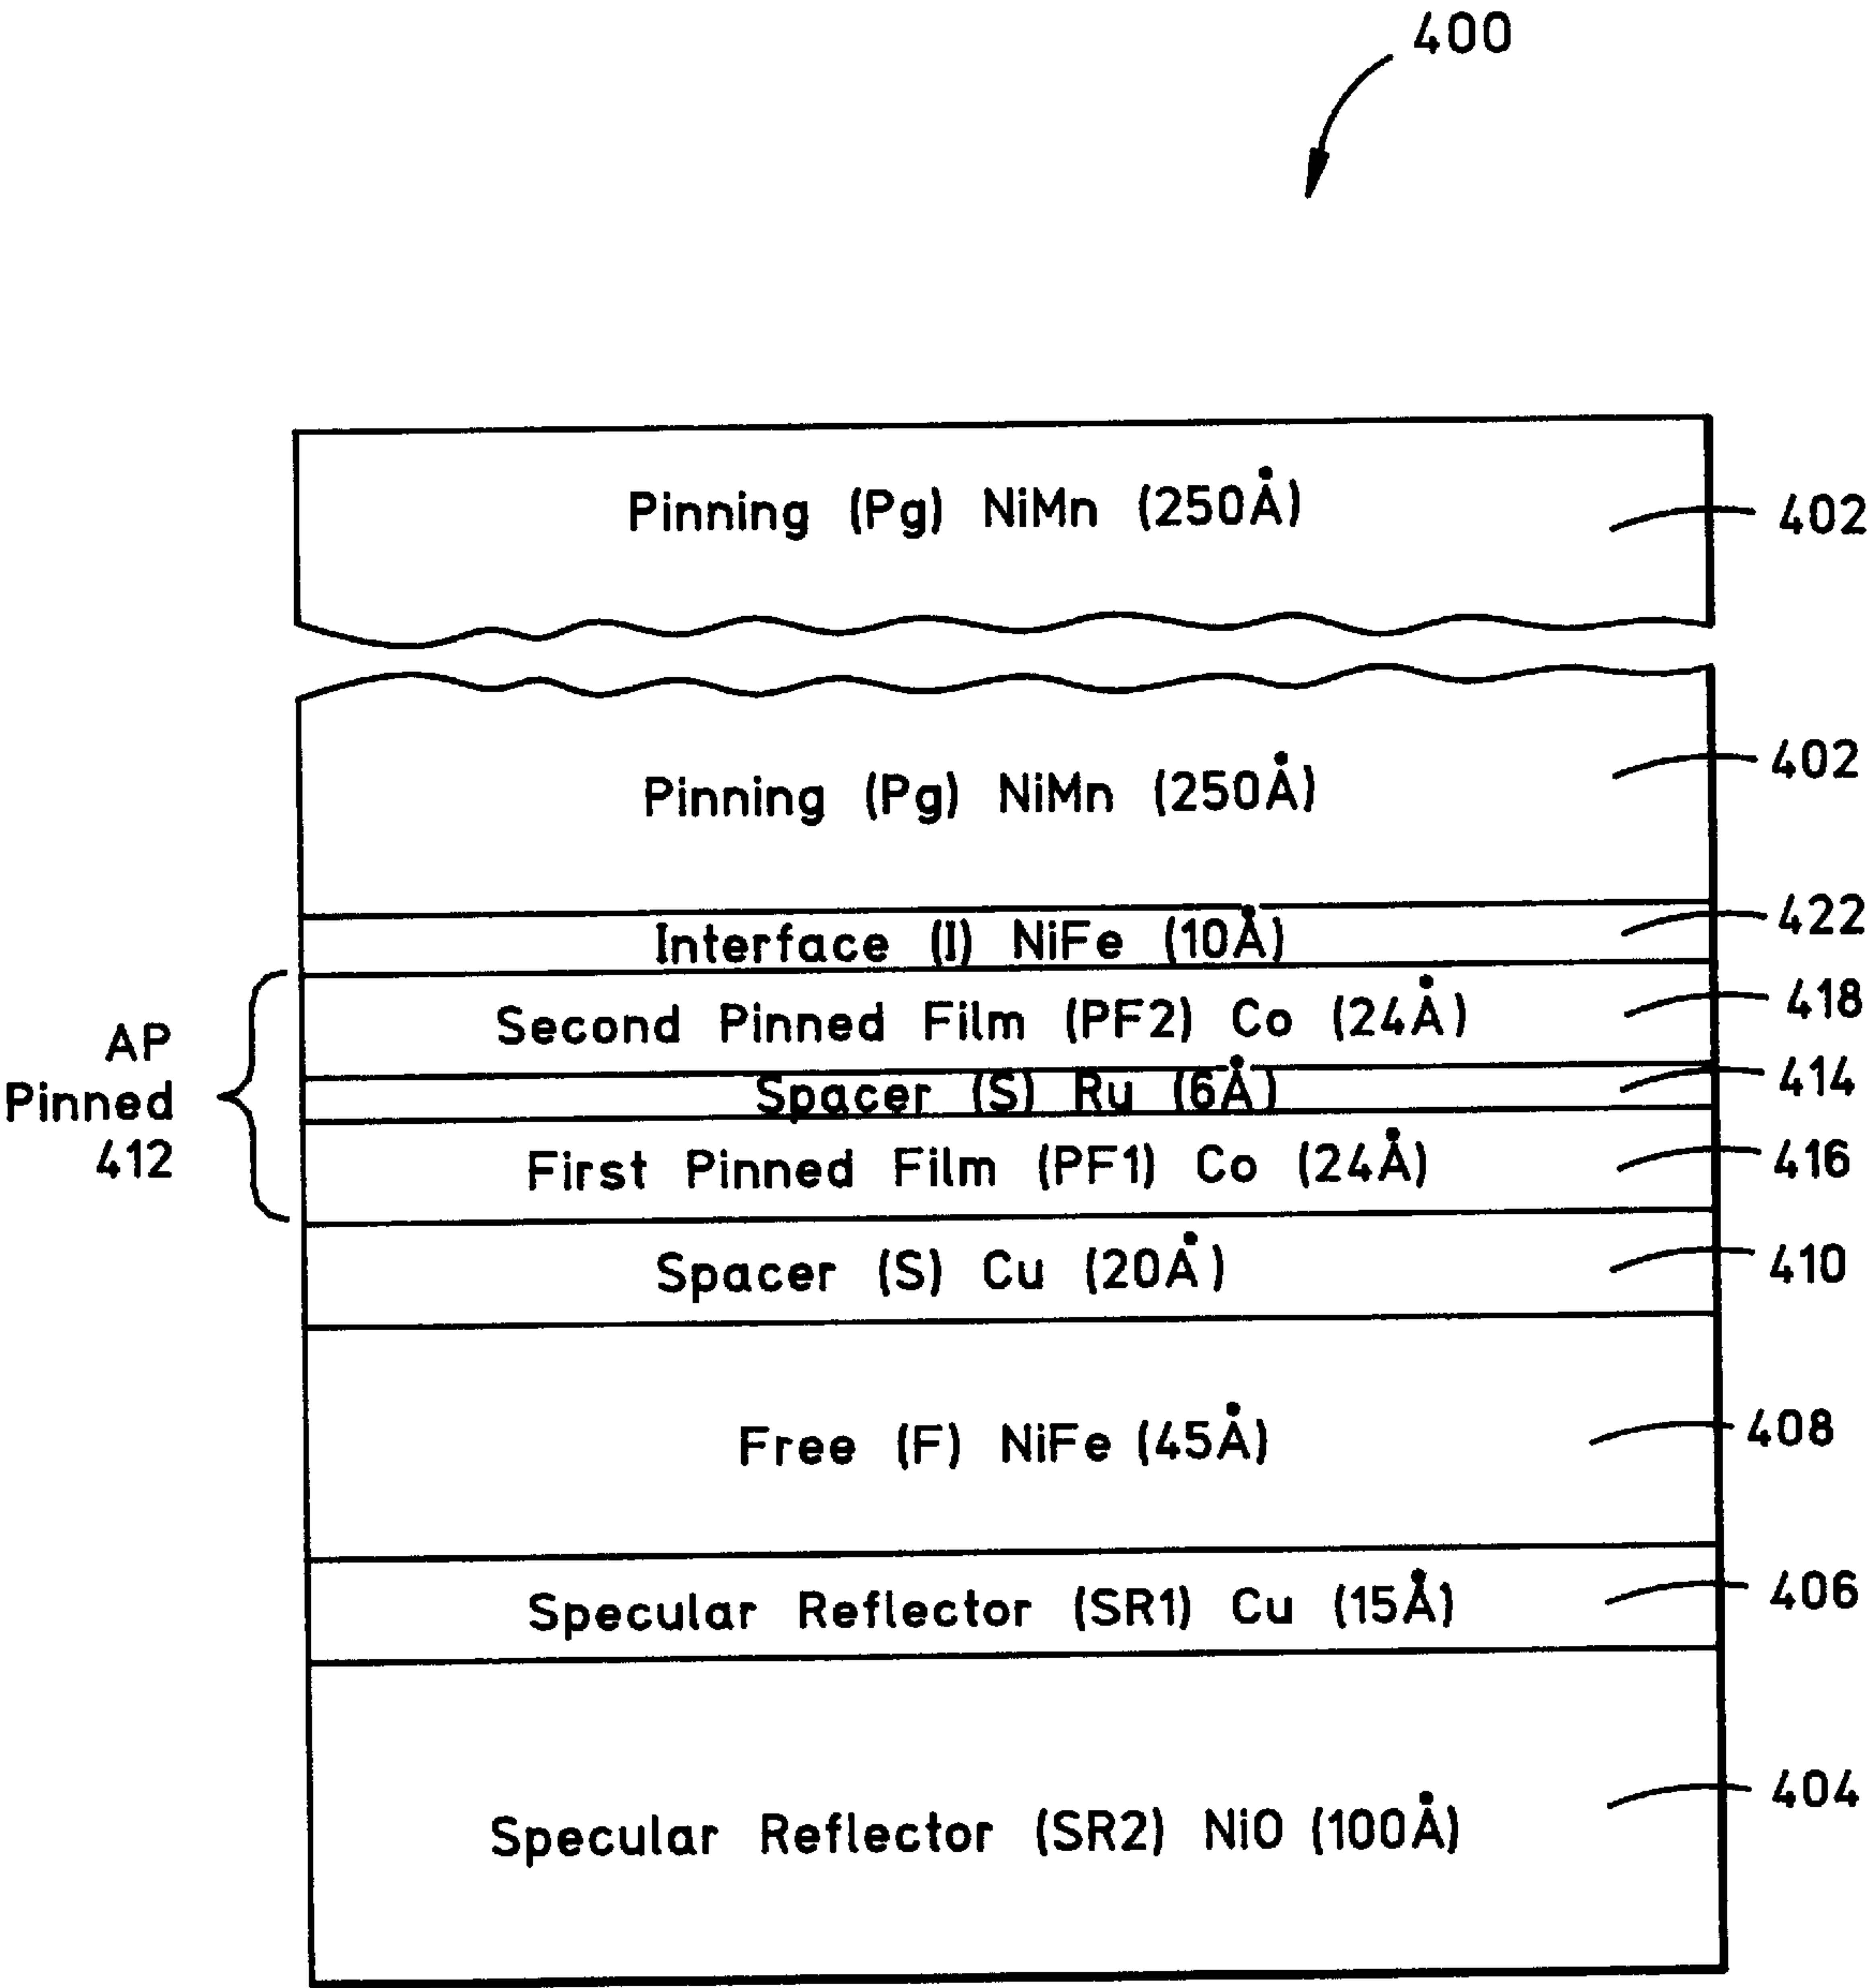 400
Pinning (Pg) NiMn (250Å)
402
Pinning (Pg) NiMn (250Å)
402
Interface (I) NiFe (10Å)
422
Second Pinned Film (PF2) Co (24Å)
418
AP
Pinned
412
Spacer (S) Ru (6Å)
414
First Pinned Film (PF1) Co (24Å)
416
Spacer (S) Cu (20Å)
410
Free (F) NiFe (45Å)
408
Specular Reflector (SR1) Cu (15Å)
406
Specular Reflector (SR2) NiO (100Å)
404